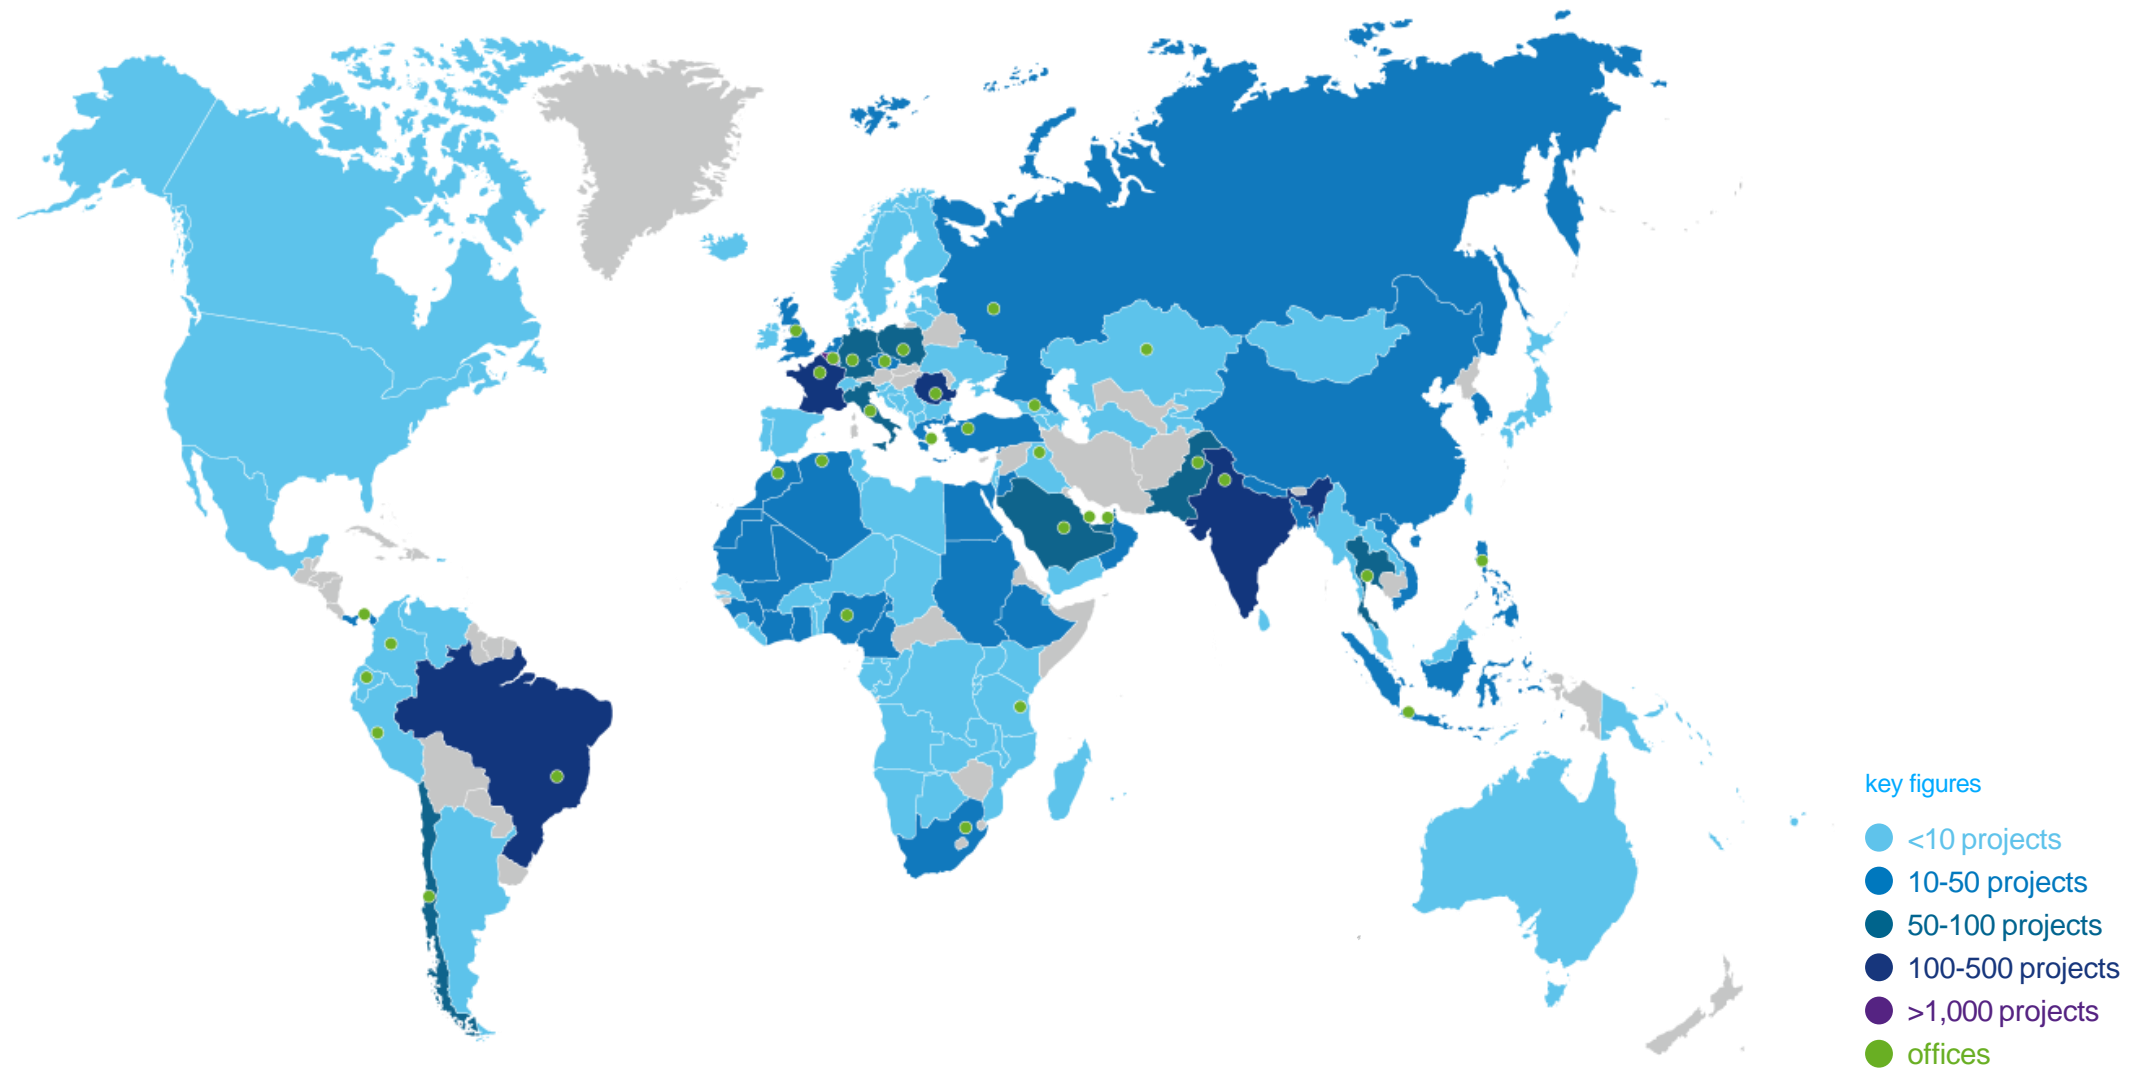 key figures
<10 projects
10-50 projects
50-100 projects
100-500 projects
>1,000 projects
offices